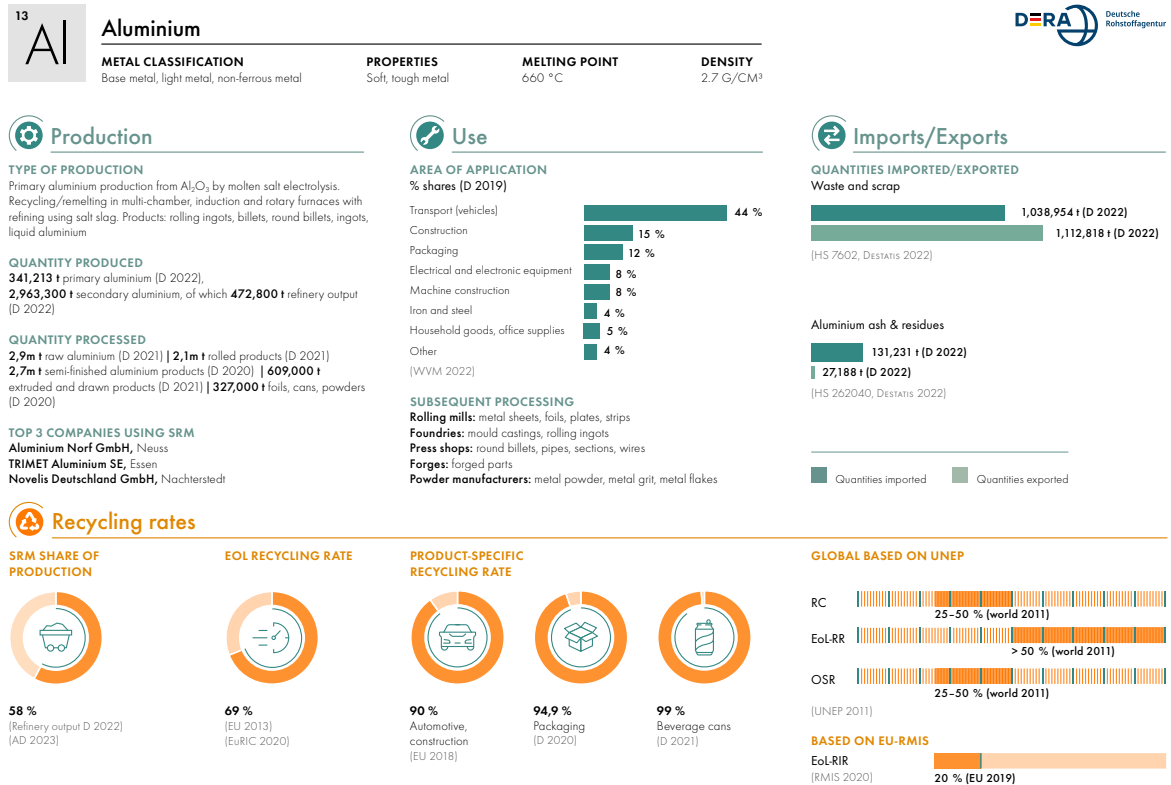 13
Al
Aluminium
DERA Deutsche
Rohstoffagentur
METAL CLASSIFICATION
Base metal, light metal, non-ferrous metal
PROPERTIES
Soft, tough metal
MELTING POINT
660 °C
DENSITY
2.7 G/CM³
Production
TYPE OF PRODUCTION
Primary aluminium production from Al₂O₃ by molten salt electrolysis.
Recycling/remelting in multi-chamber, induction and rotary furnaces with
refining using salt slag. Products: rolling ingots, billets, round billets, ingots,
liquid aluminium
QUANTITY PRODUCED
341,213 t primary aluminium (D 2022),
2,963,300 t secondary aluminium, of which 472,800 t refinery output
(D 2022)
QUANTITY PROCESSED
2,9m t raw aluminium (D 2021) | 2,1m t rolled products (D 2021)
2,7m t semi-finished aluminium products (D 2020) | 609,000 t
extruded and drawn products (D 2021) | 327,000 t foils, cans, powders
(D 2020)
TOP 3 COMPANIES USING SRM
Aluminium Norf GmbH, Neuss
TRIMET Aluminium SE, Essen
Novelis Deutschland GmbH, Nachterstedt
Use
AREA OF APPLICATION
% shares (D 2019)
Transport (vehicles) 44 %
Construction 15 %
Packaging 12 %
Electrical and electronic equipment 8 %
Machine construction 8 %
Iron and steel 4 %
Household goods, office supplies 5 %
Other 4 %
(WVM 2022)
SUBSEQUENT PROCESSING
Rolling mills: metal sheets, foils, plates, strips
Foundries: mould castings, rolling ingots
Press shops: round billets, pipes, sections, wires
Forges: forged parts
Powder manufacturers: metal powder, metal grit, metal flakes
Imports/Exports
QUANTITIES IMPORTED/EXPORTED
Waste and scrap
1,038,954 t (D 2022)
1,112,818 t (D 2022)
(HS 7602, Destatis 2022)
Aluminium ash & residues
131,231 t (D 2022)
27,188 t (D 2022)
(HS 262040, Destatis 2022)
Quantities imported
Quantities exported
Recycling rates
SRM SHARE OF
PRODUCTION
58 %
(Refinery output D 2022)
(AD 2023)
EOL RECYCLING RATE
69 %
(EU 2013)
(EuRIC 2020)
PRODUCT-SPECIFIC
RECYCLING RATE
90 %
Automotive,
construction
(EU 2018)
94,9 %
Packaging
(D 2020)
99 %
Beverage cans
(D 2021)
GLOBAL BASED ON UNEP
RC
25–50 % (world 2011)
EoL-RR
> 50 % (world 2011)
OSR
25–50 % (world 2011)
(UNEP 2011)
BASED ON EU-RMIS
EoL-RIR
(RMIS 2020)
20 % (EU 2019)